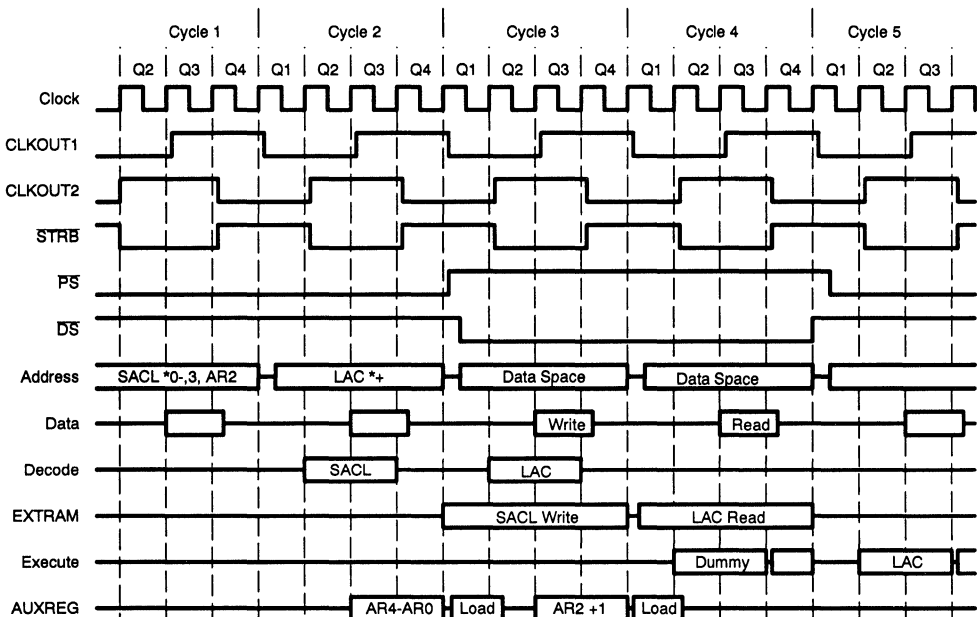 Cycle 1 Cycle 2 Cycle 3 Cycle 4 Cycle 5
Q2 Q3 Q4 Q1 Q2 Q3 Q4 Q1 Q2 Q3 Q4 Q1 Q2 Q3 Q4 Q1 Q2 Q3
Clock
CLKOUT1
CLKOUT2
STRB
PS
DS
Address SACL *0-,3, AR2 LAC *+ Data Space Data Space
Data Write Read
Decode SACL LAC
EXTRAM SACL Write LAC Read
Execute Dummy LAC
AUXREG AR4-AR0 Load AR2 +1 Load